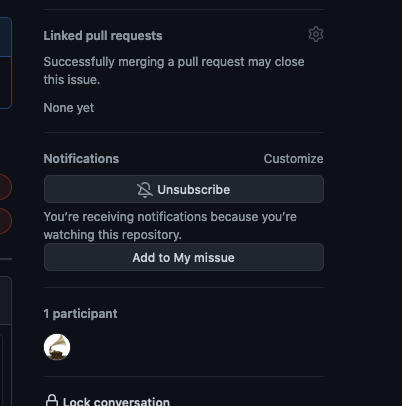 Linked pull requests
Successfully merging a pull request may close
this issue.
None yet
Notifications
Customize
Unsubscribe
You’re receiving notifications because you’re
watching this repository.
Add to My missue
1 participant
Lock conversation